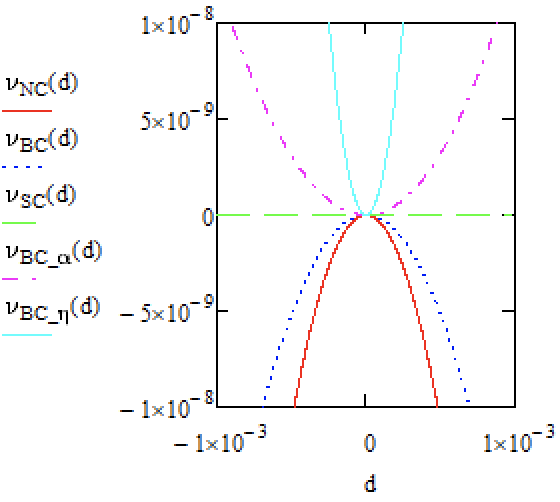 ν_NC(d)
ν_BC(d)
ν_SC(d)
ν_BC_α(d)
ν_BC_η(d)
1×10⁻⁸
5×10⁻⁹
0
− 5×10⁻⁹
− 1×10⁻⁸
− 1×10⁻³ 0 1×10⁻³
d